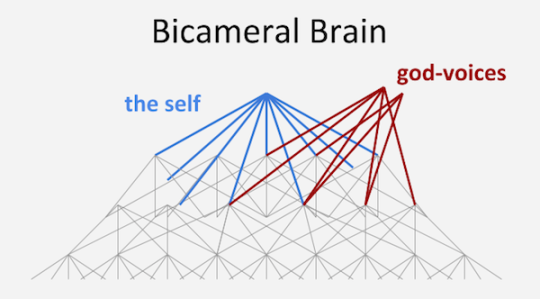 Bicameral Brain
god-voices
the self